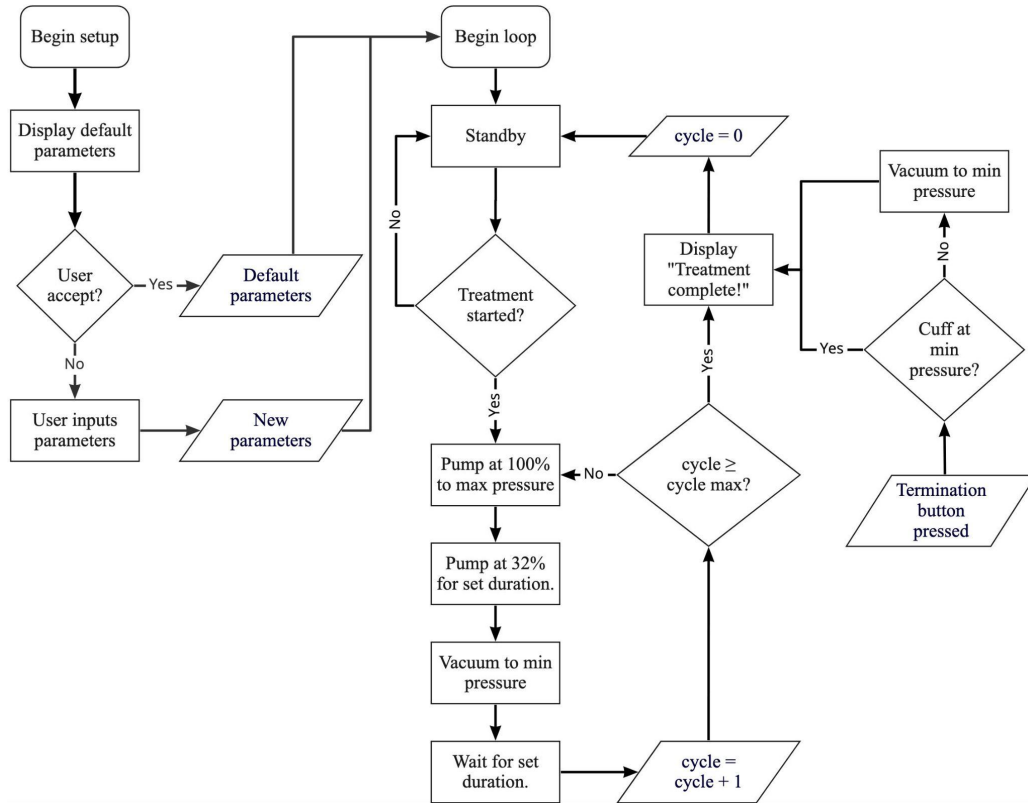 Begin setup
Display default
parameters
User
accept?
Yes
Default
parameters
No
User inputs
parameters
New
parameters
Begin loop
Standby
No
Treatment
started?
Yes
Pump at 100%
to max pressure
Pump at 32%
for set duration.
Vacuum to min
pressure
Wait for set
duration.
cycle =
cycle + 1
cycle ≥
cycle max?
No
Yes
Display
"Treatment
complete!"
cycle = 0
Vacuum to min
pressure
No
Cuff at
min
pressure?
Yes
Termination
button
pressed